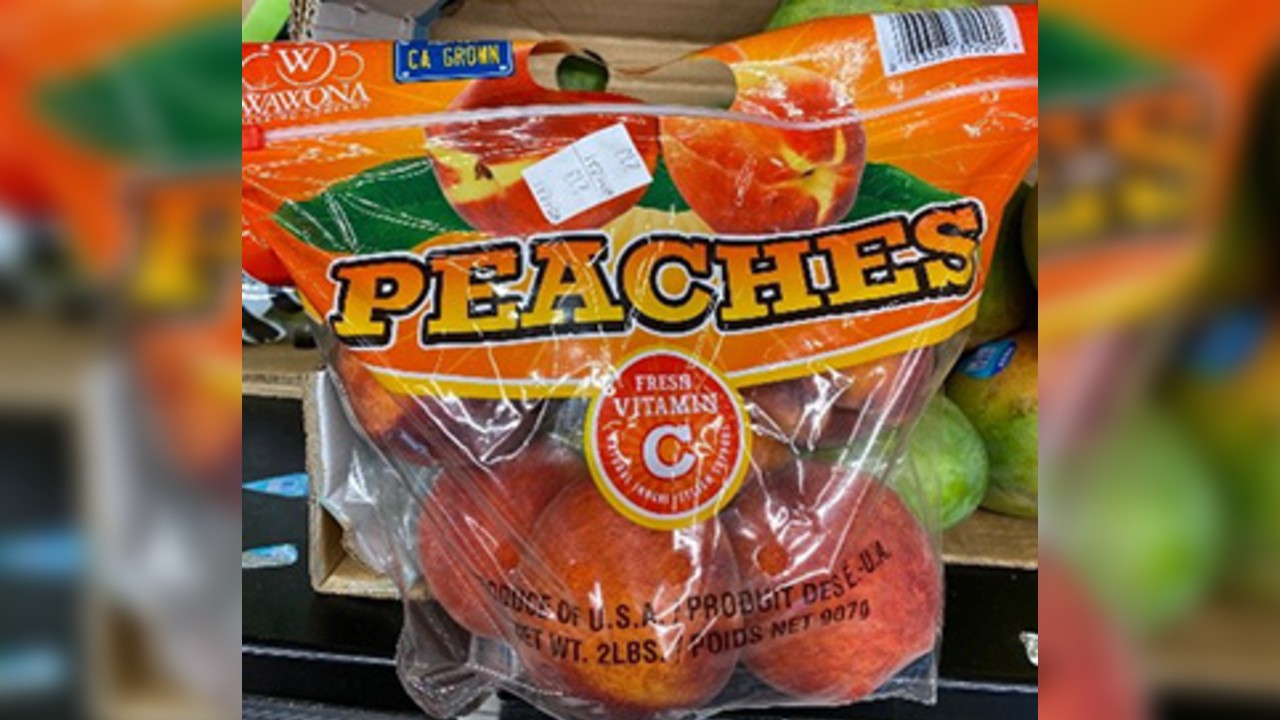 W
WAWONA
CA GROWN
PEACHES
FRESH
VITAMIN
C
PRODUCE OF U.S.A. / PRODUIT DES É.-U.A.
NET WT. 2LBS. / POIDS NET 907g